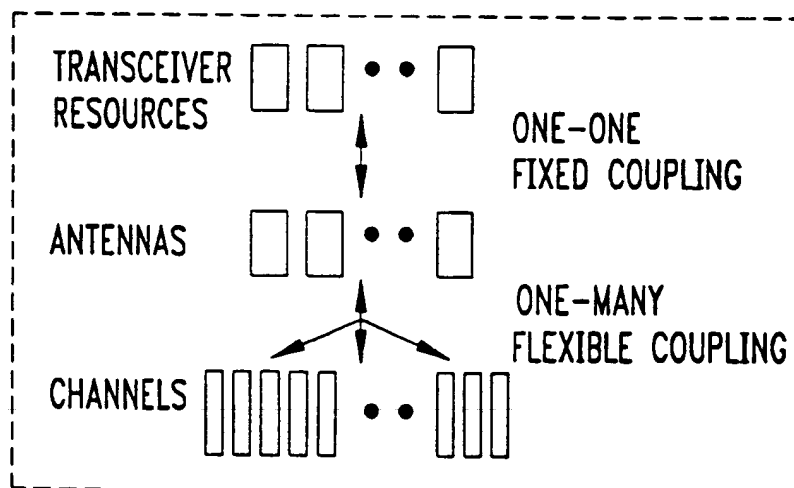 TRANSCEIVER
RESOURCES
ONE-ONE
FIXED COUPLING
ANTENNAS
ONE-MANY
FLEXIBLE COUPLING
CHANNELS